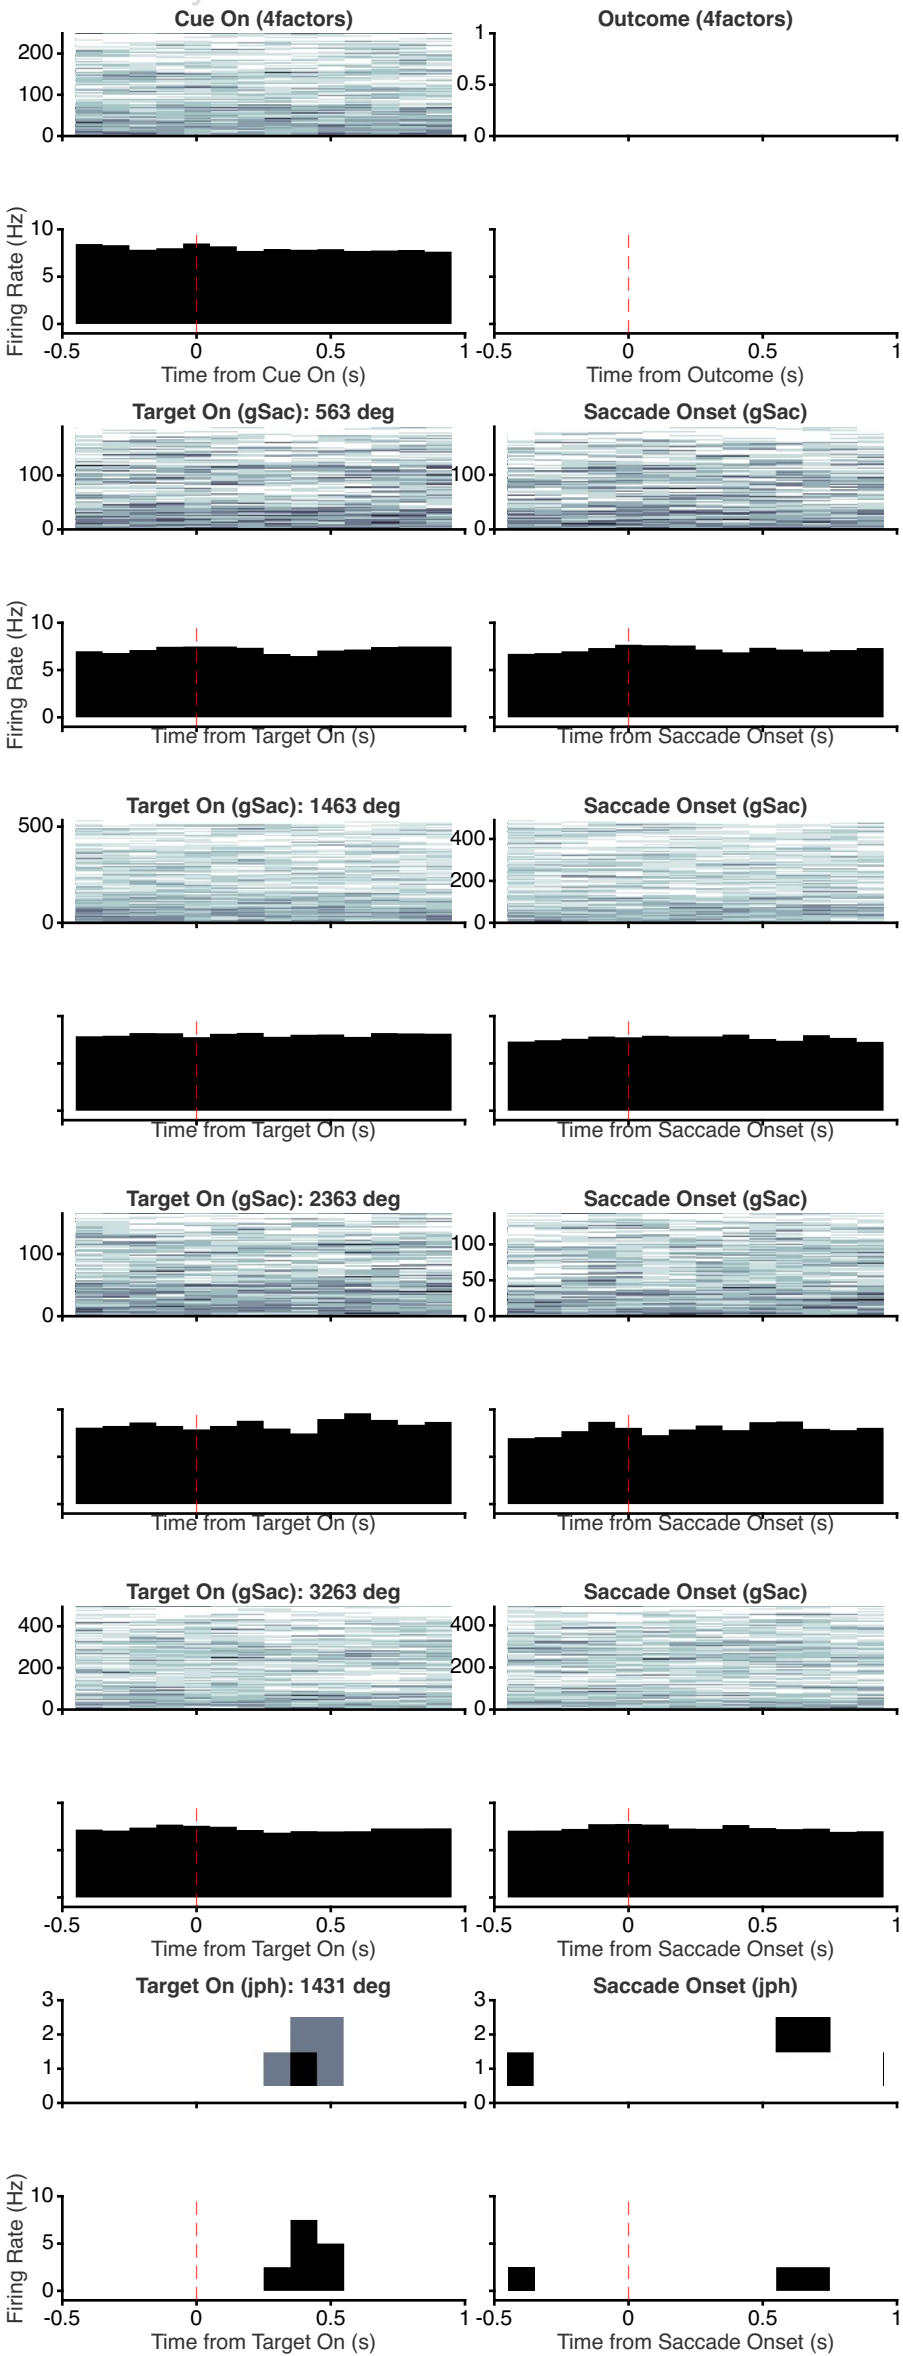 Cue On (4factors) Outcome (4factors)
200
100
0
1
0.5
0
Firing Rate (Hz)
10
5
0
-0.5 0 0.5 1 -0.5 0 0.5 1
Time from Cue On (s) Time from Outcome (s)
Target On (gSac): 563 deg Saccade Onset (gSac)
100 100
0 0
Firing Rate (Hz)
10
5
0
Time from Target On (s) Time from Saccade Onset (s)
Target On (gSac): 1463 deg Saccade Onset (gSac)
500
0
400
200
0
Time from Target On (s) Time from Saccade Onset (s)
Target On (gSac): 2363 deg Saccade Onset (gSac)
100
0
100
50
0
Time from Target On (s) Time from Saccade Onset (s)
Target On (gSac): 3263 deg Saccade Onset (gSac)
400 400
200 200
0 0
-0.5 0 0.5 1 -0.5 0 0.5 1
Time from Target On (s) Time from Saccade Onset (s)
Target On (jph): 1431 deg Saccade Onset (jph)
3 3
2 2
1 1
0 0
Firing Rate (Hz)
10
5
0
-0.5 0 0.5 1 -0.5 0 0.5 1
Time from Target On (s) Time from Saccade Onset (s)